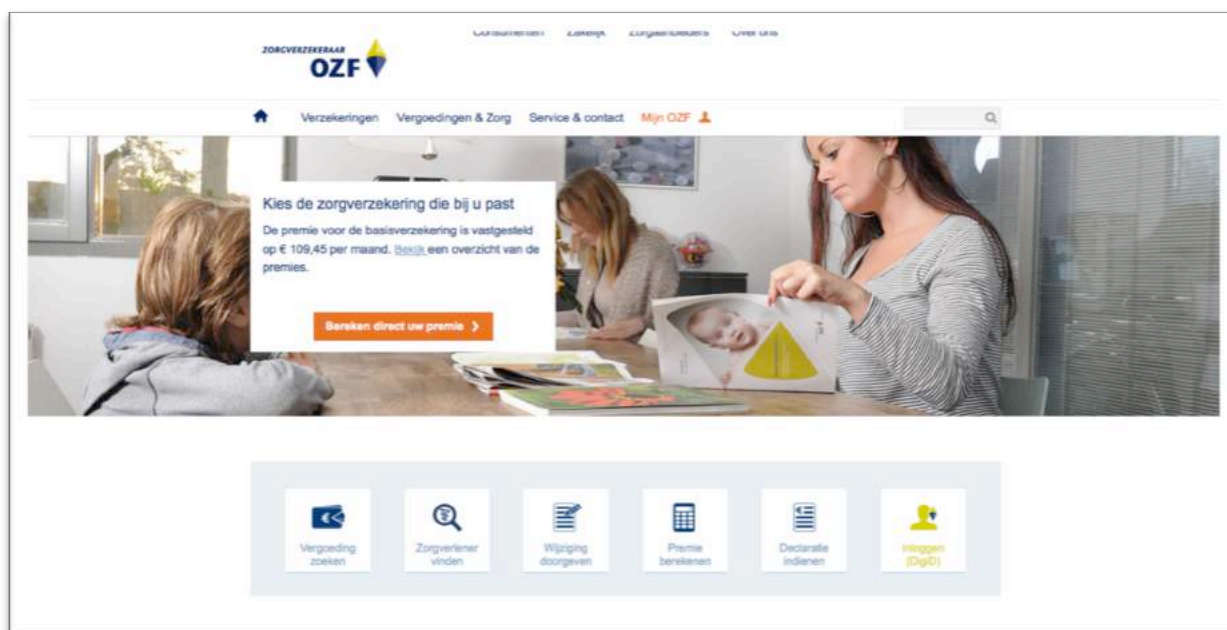 Consumenten Zakelijk Zorgaanbieders Over ons
ZORGVERZEKERAAR
OZF
Verzekeringen Vergoedingen & Zorg Service & contact Mijn OZF
Kies de zorgverzekering die bij u past
De premie voor de basisverzekering is vastgesteld
op € 109,45 per maand. Bekijk een overzicht van de
premies.
Bereken direct uw premie
Vergoeding
zoeken
Zorgverlener
vinden
Wijziging
doorgeven
Premie
berekenen
Declaratie
indienen
Inloggen
(DigiD)